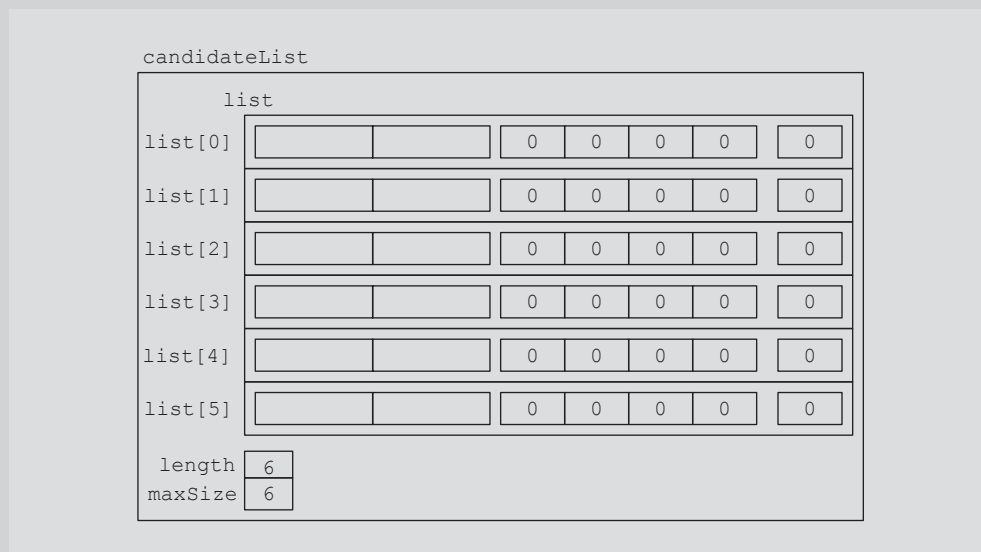 candidateList
list
list[0] 0 0 0 0 0
list[1] 0 0 0 0 0
list[2] 0 0 0 0 0
list[3] 0 0 0 0 0
list[4] 0 0 0 0 0
list[5] 0 0 0 0 0
length 6
maxSize 6